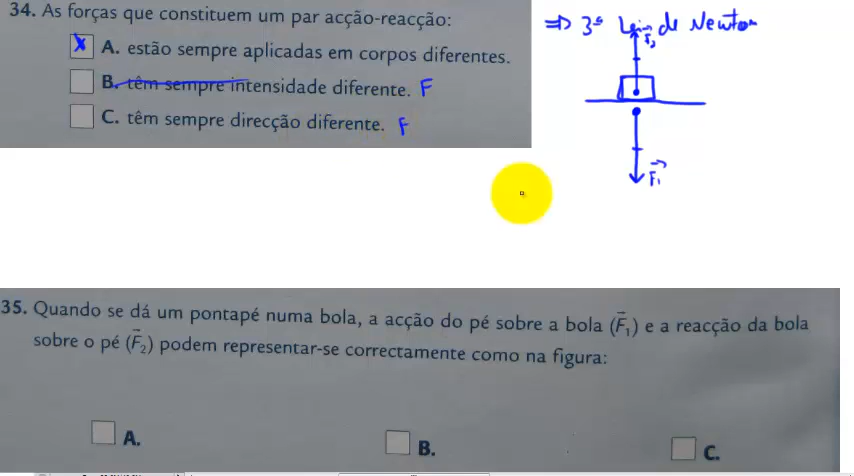 34. As forças que constituem um par acção-reacção:
x A. estão sempre aplicadas em corpos diferentes.
B. têm sempre intensidade diferente. F
C. têm sempre direcção diferente. F
⇒ 3ª Lei de Newton
F₂
F₁
35. Quando se dá um pontapé numa bola, a acção do pé sobre a bola (F₁) e a reacção da bola
sobre o pé (F₂) podem representar-se correctamente como na figura:
A.
B.
C.